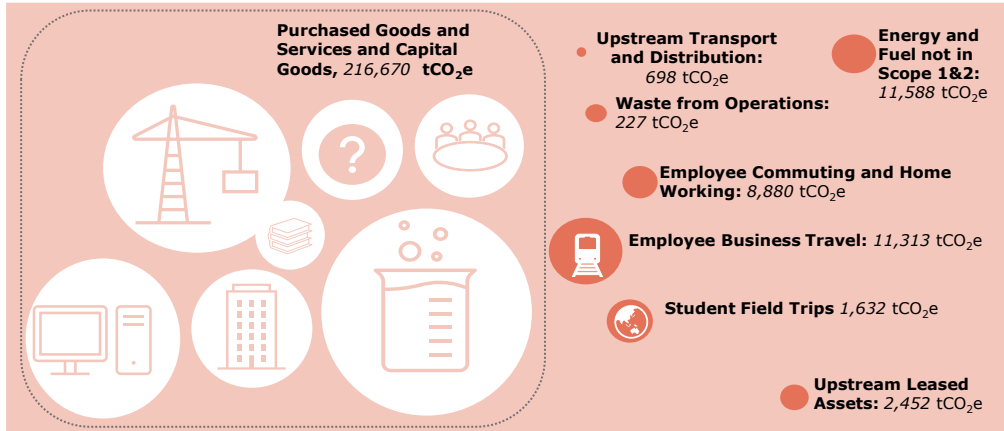 Purchased Goods and
Services and Capital
Goods, 216,670 tCO₂e
?
Upstream Transport
and Distribution:
698 tCO₂e
Waste from Operations:
227 tCO₂e
Energy and
Fuel not in
Scope 1&2:
11,588 tCO₂e
Employee Commuting and Home
Working: 8,880 tCO₂e
Employee Business Travel: 11,313 tCO₂e
Student Field Trips 1,632 tCO₂e
Upstream Leased
Assets: 2,452 tCO₂e